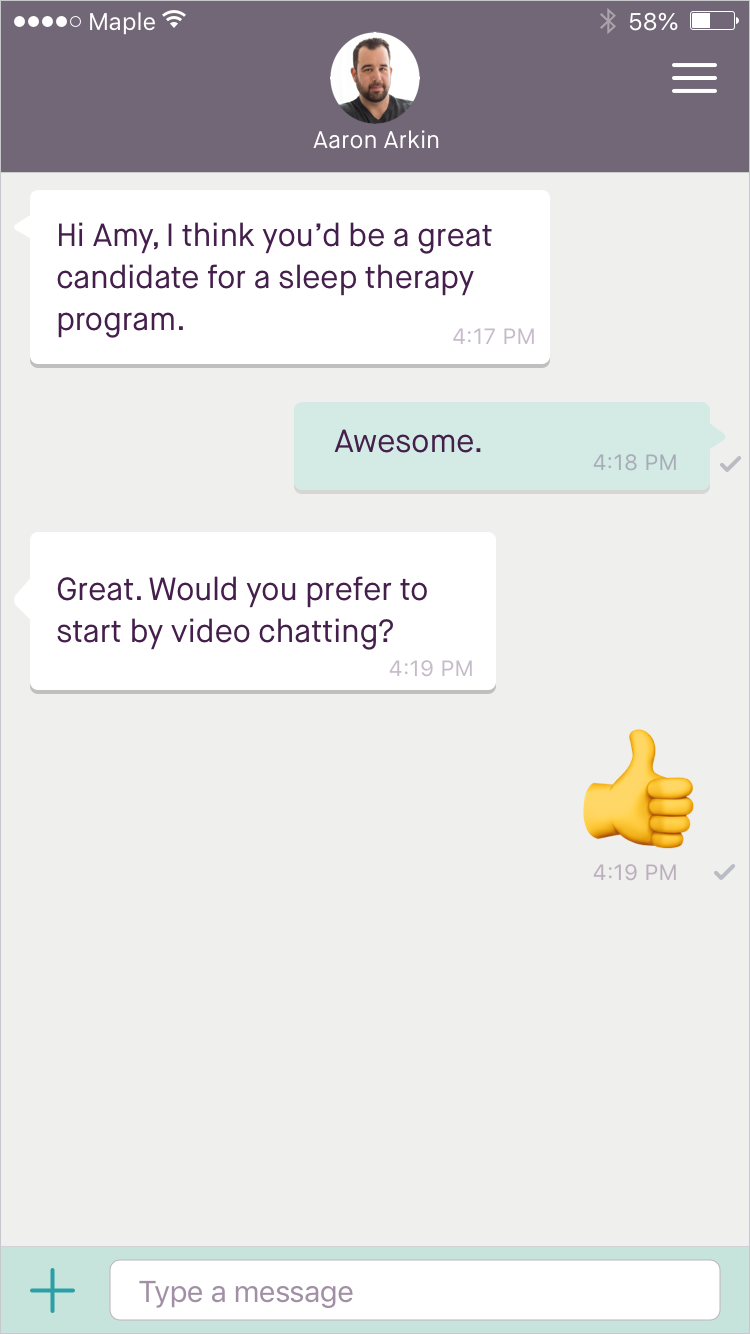 Maple 58%
Aaron Arkin
Hi Amy, I think you’d be a great
candidate for a sleep therapy
program.
4:17 PM
Awesome.
4:18 PM
Great. Would you prefer to
start by video chatting?
4:19 PM
4:19 PM
Type a message